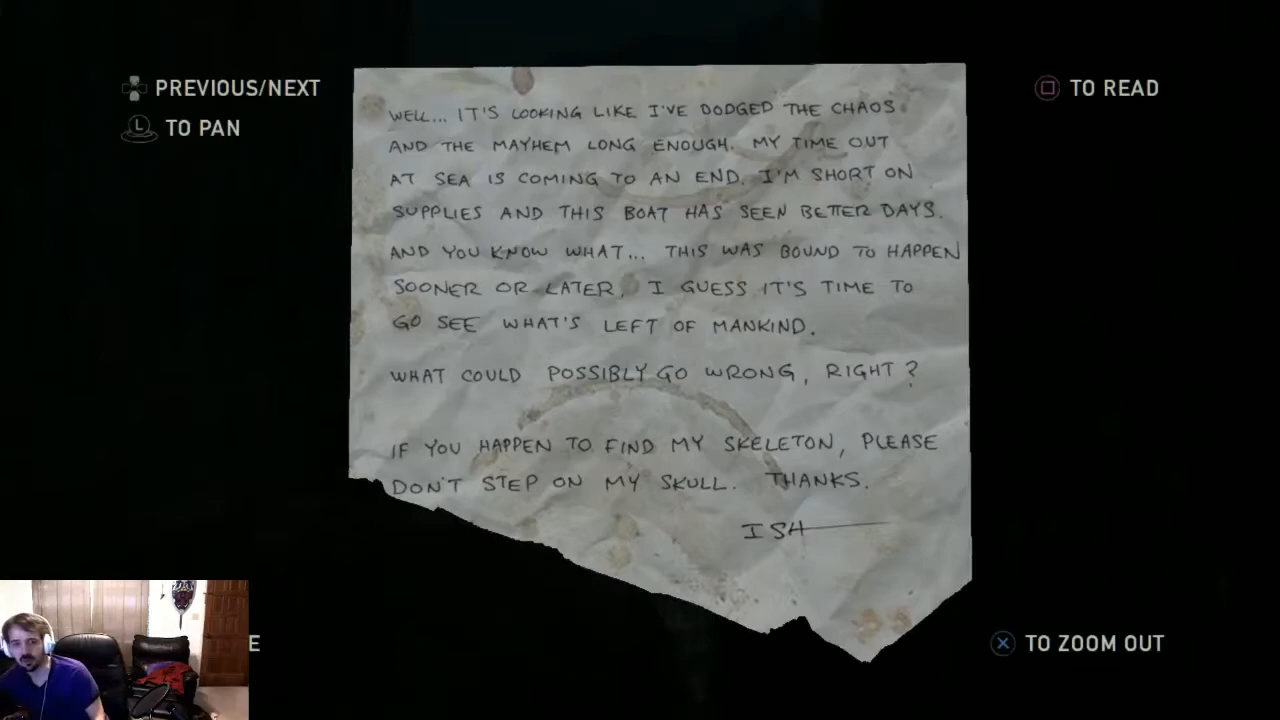 PREVIOUS/NEXT
L TO PAN
TO READ
WELL... IT'S LOOKING LIKE I'VE DODGED THE CHAOS
AND THE MAYHEM LONG ENOUGH. MY TIME OUT
AT SEA IS COMING TO AN END. I'M SHORT ON
SUPPLIES AND THIS BOAT HAS SEEN BETTER DAYS.
AND YOU KNOW WHAT... THIS WAS BOUND TO HAPPEN
SOONER OR LATER, I GUESS IT'S TIME TO
GO SEE WHAT'S LEFT OF MANKIND.
WHAT COULD POSSIBLY GO WRONG, RIGHT?
IF YOU HAPPEN TO FIND MY SKELETON, PLEASE
DON'T STEP ON MY SKULL. THANKS.
ISH
E
TO ZOOM OUT